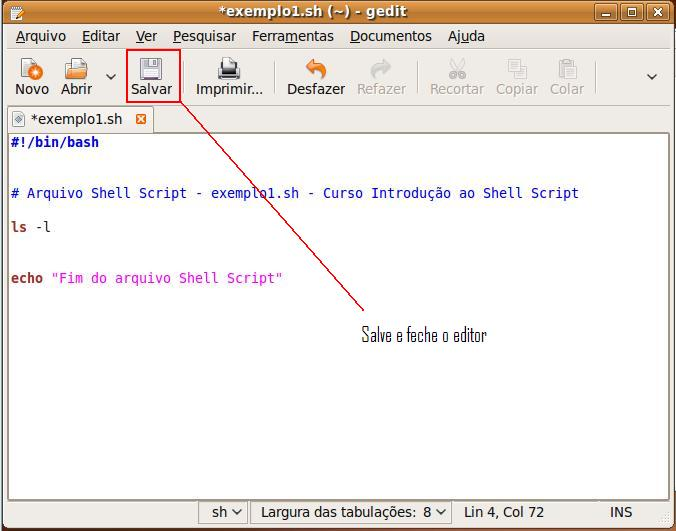 *exemplo1.sh (~) - gedit
Arquivo Editar Ver Pesquisar Ferramentas Documentos Ajuda
Novo Abrir Salvar Imprimir... Desfazer Refazer Recortar Copiar Colar
*exemplo1.sh
#!/bin/bash
# Arquivo Shell Script - exemplo1.sh - Curso Introdução ao Shell Script
ls -l
echo "Fim do arquivo Shell Script"
Salve e feche o editor
sh Largura das tabulações: 8 Lin 4, Col 72 INS